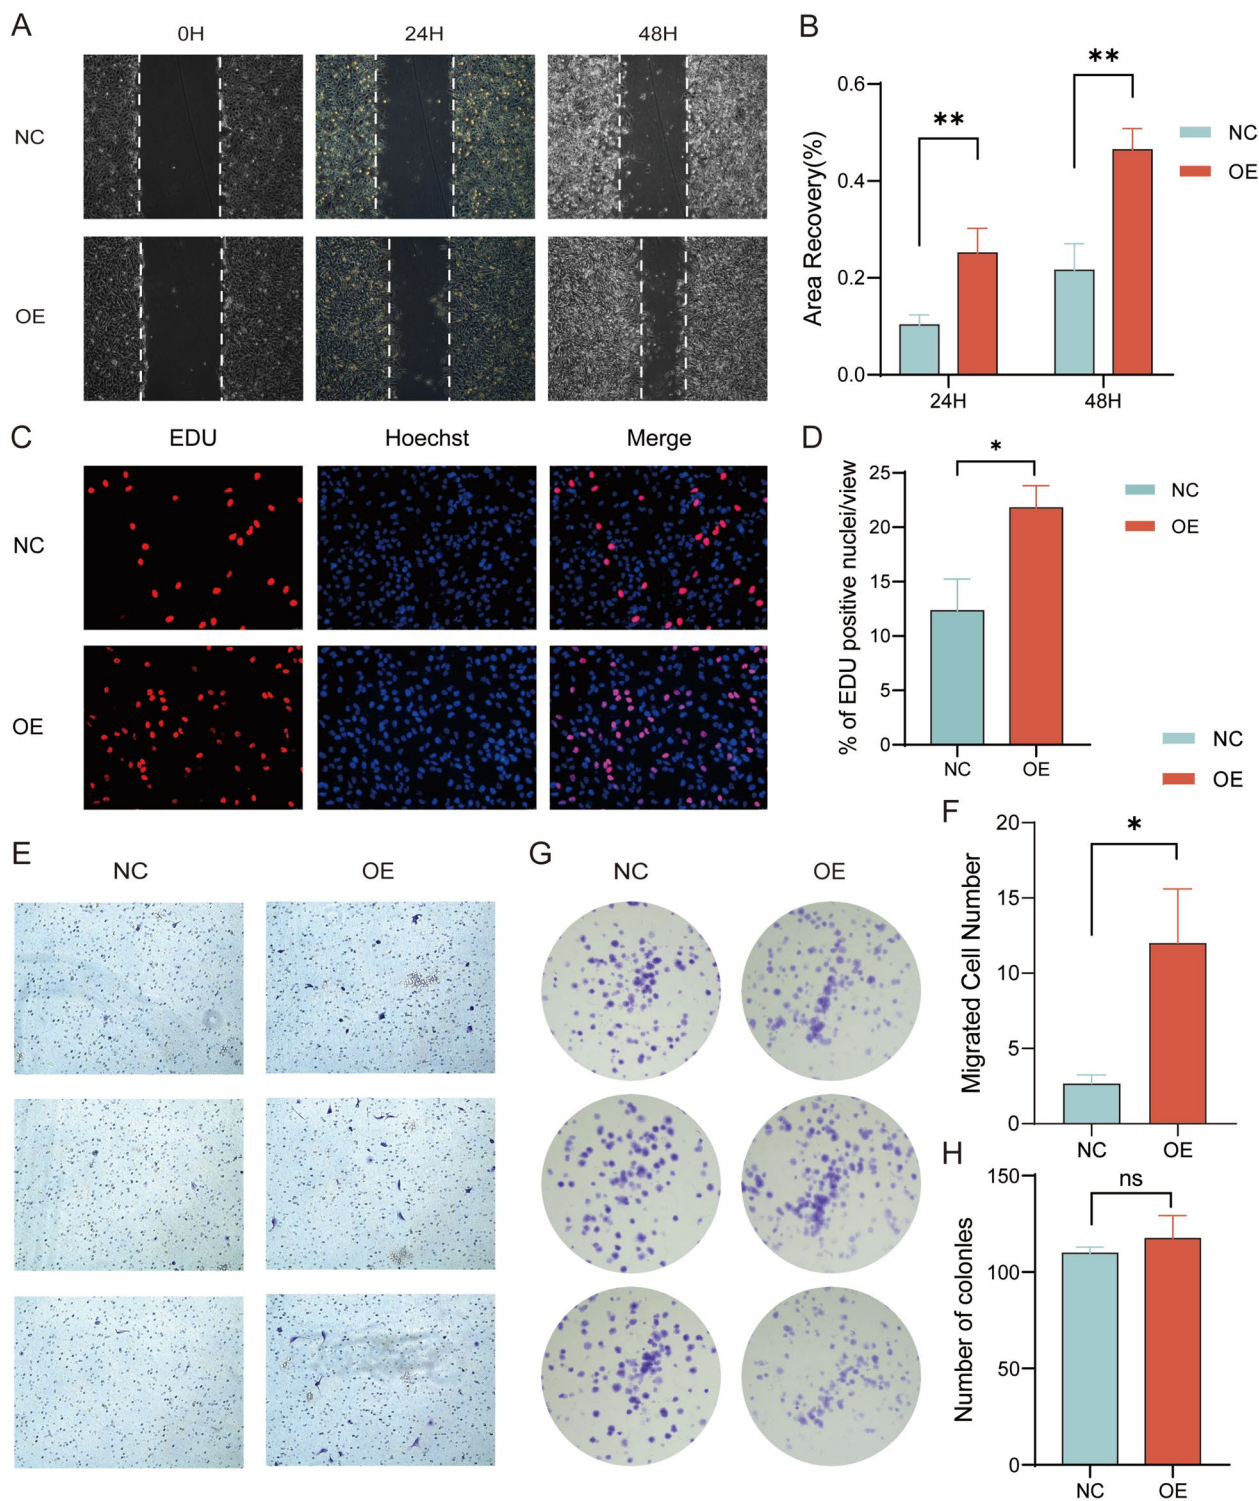 A
0H
24H
48H
NC
OE
B
Area Recovery(%)
0.6
0.4
0.2
0.0
**
**
24H
48H
NC
OE
C
EDU
Hoechst
Merge
NC
OE
D
% of EDU positive nuclei/view
25
20
15
10
5
0
*
NC
OE
NC
OE
E
NC
OE
G
NC
OE
NC
OE
F
Migrated Cell Number
20
15
10
5
0
*
NC
OE
H
Number of colonles
150
100
50
0
ns
NC
OE